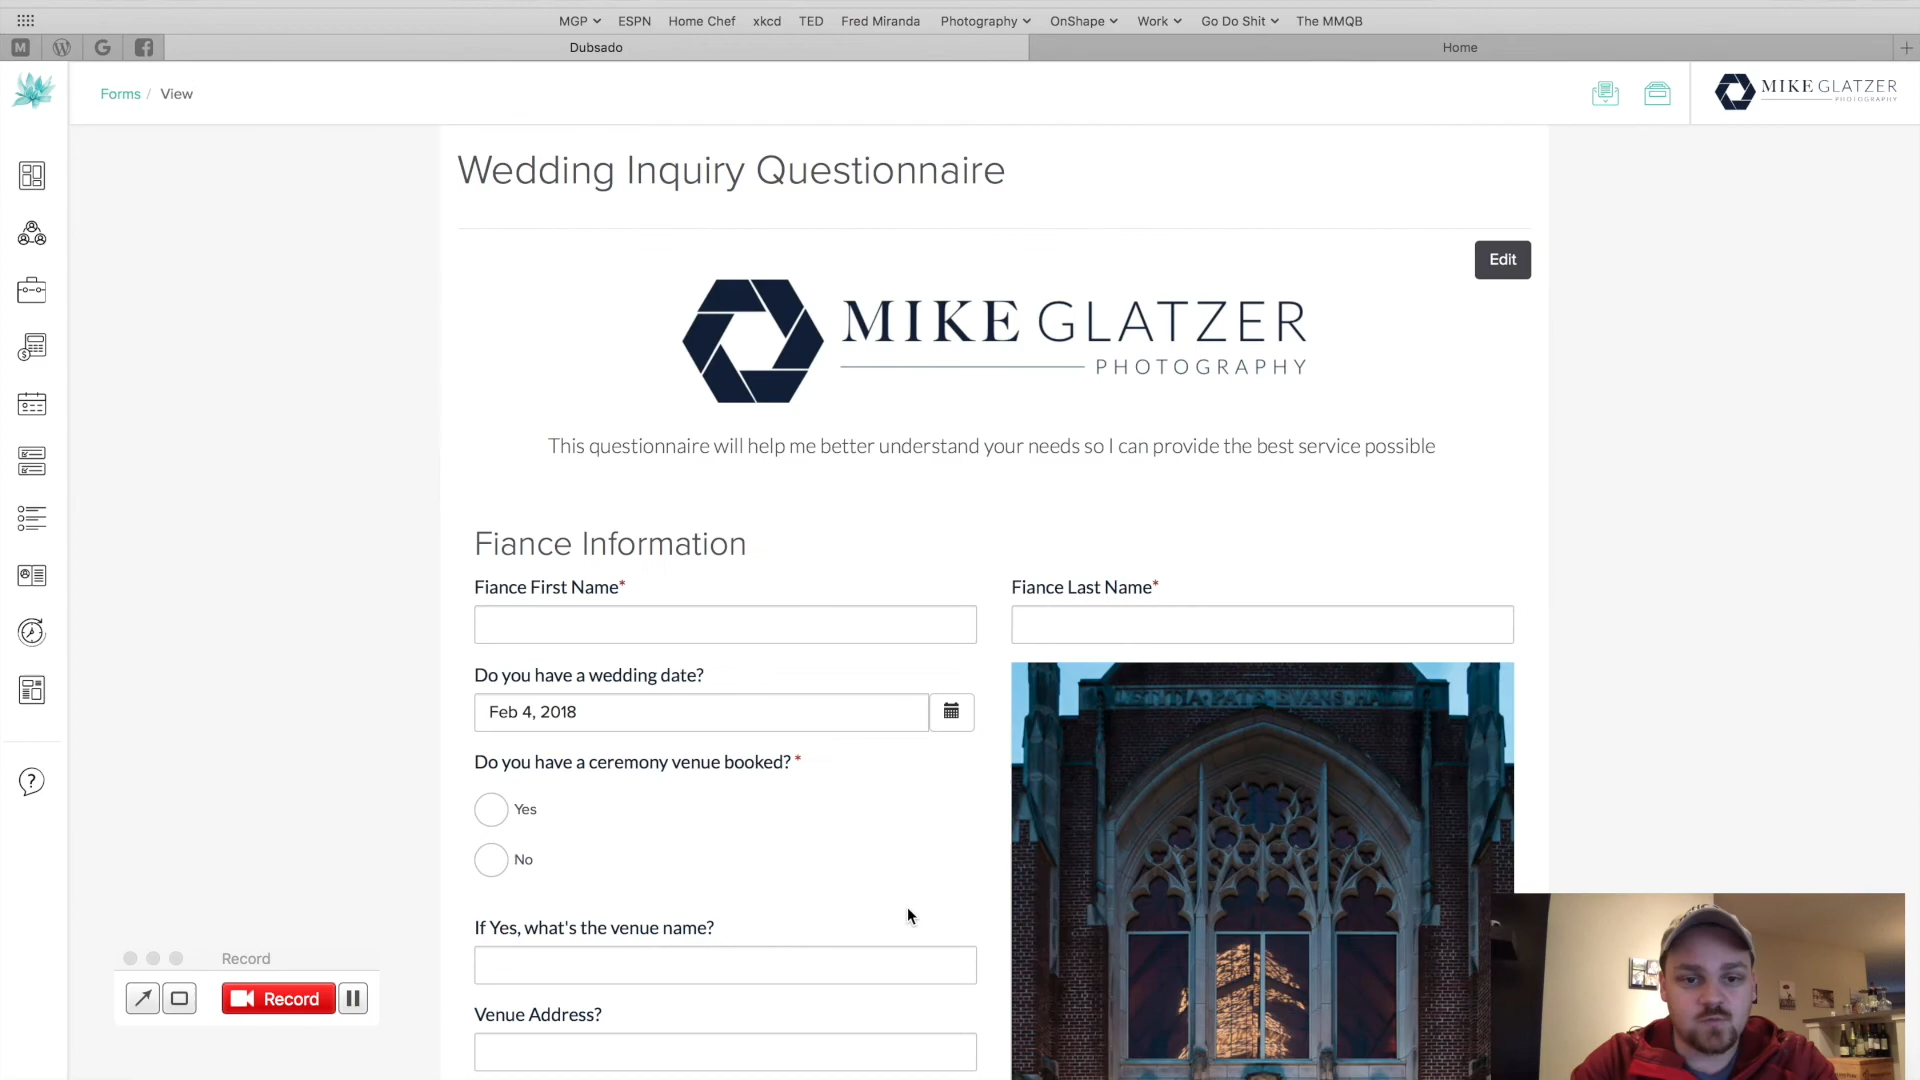 MGP ESPN Home Chef xkcd TED Fred Miranda Photography OnShape Work Go Do Shit The MMQB
M G f Dubsado Home +
Forms / View
MIKE GLATZER
PHOTOGRAPHY
Wedding Inquiry Questionnaire
Edit
MIKE GLATZER
PHOTOGRAPHY
This questionnaire will help me better understand your needs so I can provide the best service possible
Fiance Information
Fiance First Name*
Fiance Last Name*
Do you have a wedding date?
Feb 4, 2018
Do you have a ceremony venue booked? *
Yes
No
If Yes, what's the venue name?
Venue Address?
?
Record
Record